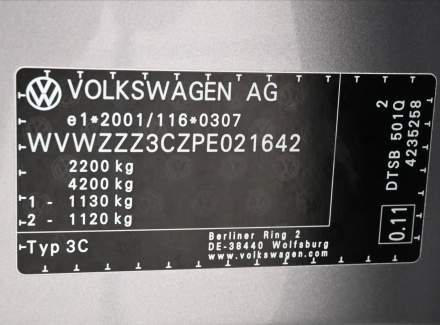 VOLKSWAGEN AG
e1*2001/116*0307
WVWZZZ3CZPE021642
2200 kg
4200 kg
1 - 1130 kg
2 - 1120 kg
Typ 3C
Berliner Ring 2
DE-38440 Wolfsburg
www.volkswagen.com
DTSB 501Q 2
4235258
0.11